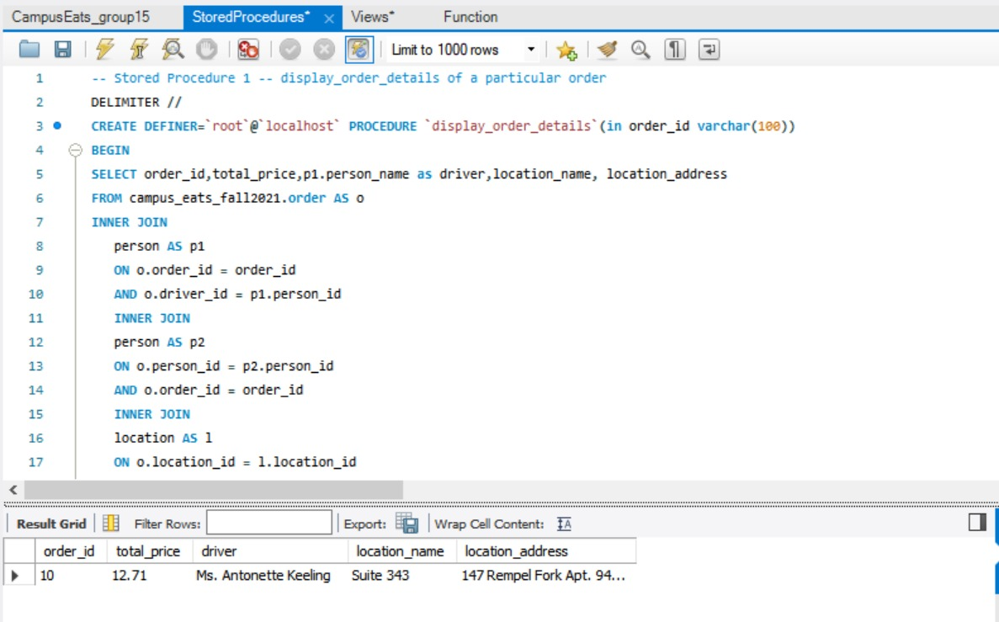 CampusEats_group15 StoredProcedures* × Views* Function
Limit to 1000 rows
1 -- Stored Procedure 1 -- display_order_details of a particular order
2 DELIMITER //
3 CREATE DEFINER=`root`@`localhost` PROCEDURE `display_order_details`(in order_id varchar(100))
4 BEGIN
5 SELECT order_id,total_price,p1.person_name as driver,location_name, location_address
6 FROM campus_eats_fall2021.order AS o
7 INNER JOIN
8 person AS p1
9 ON o.order_id = order_id
10 AND o.driver_id = p1.person_id
11 INNER JOIN
12 person AS p2
13 ON o.person_id = p2.person_id
14 AND o.order_id = order_id
15 INNER JOIN
16 location AS l
17 ON o.location_id = l.location_id
Result Grid Filter Rows: Export: Wrap Cell Content:
order_id total_price driver location_name location_address
10 12.71 Ms. Antonette Keeling Suite 343 147 Rempel Fork Apt. 94...